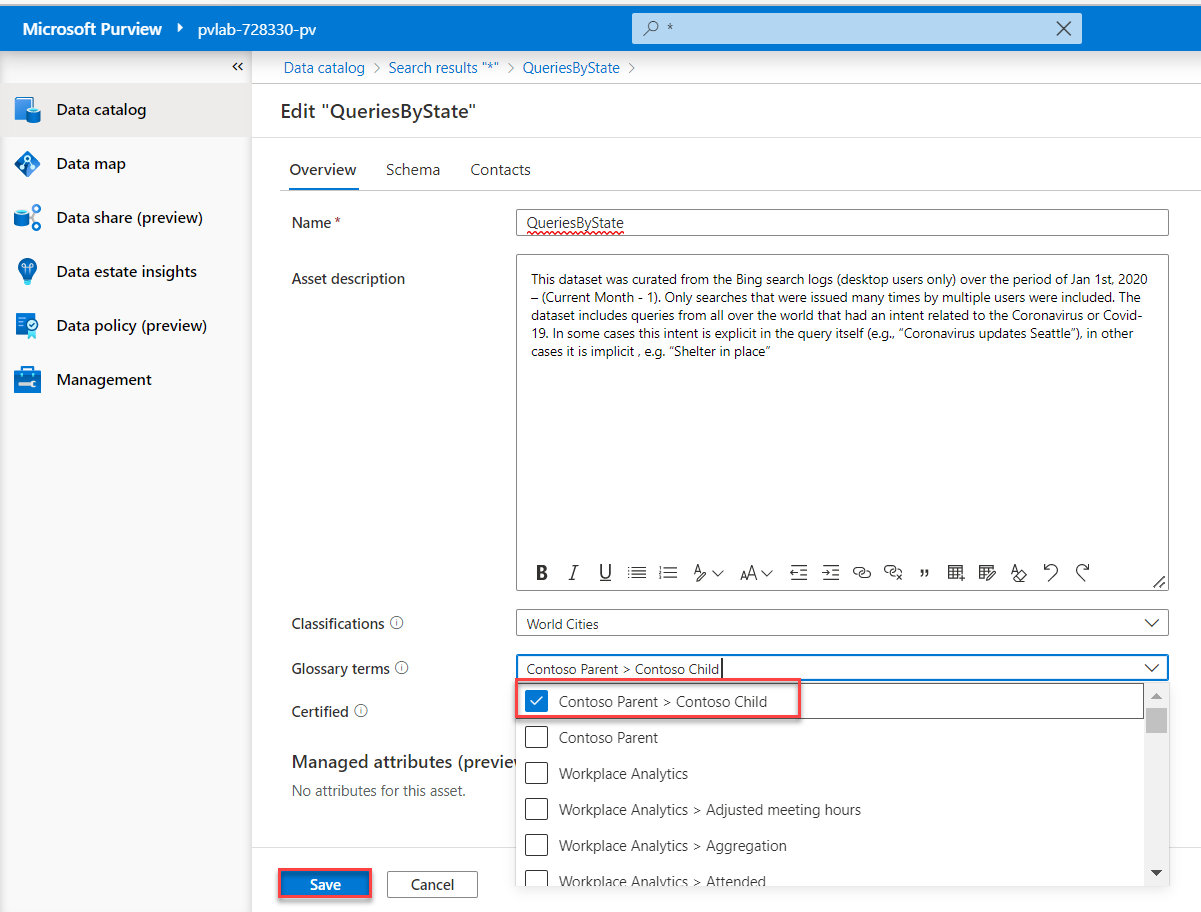 Microsoft Purview
pvlab-728330-pv
*
Data catalog > Search results "*" > QueriesByState >
Data catalog
Data map
Data share (preview)
Data estate insights
Data policy (preview)
Management
Edit "QueriesByState"
Overview Schema Contacts
Name *
QueriesByState
Asset description
This dataset was curated from the Bing search logs (desktop users only) over the period of Jan 1st, 2020
– (Current Month - 1). Only searches that were issued many times by multiple users were included. The
dataset includes queries from all over the world that had an intent related to the Coronavirus or Covid-
19. In some cases this intent is explicit in the query itself (e.g., “Coronavirus updates Seattle”), in other
cases it is implicit , e.g. “Shelter in place”
Classifications
World Cities
Glossary terms
Contoso Parent > Contoso Child
Contoso Parent > Contoso Child
Contoso Parent
Workplace Analytics
Workplace Analytics > Adjusted meeting hours
Workplace Analytics > Aggregation
Workplace Analytics > Attended
Certified
Managed attributes (previe
No attributes for this asset.
Save
Cancel